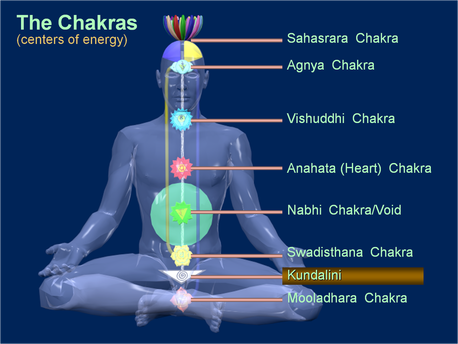 The Chakras
(centers of energy)
Sahasrara Chakra
Agnya Chakra
Vishuddhi Chakra
Anahata (Heart) Chakra
Nabhi Chakra/Void
Swadisthana Chakra
Kundalini
Mooladhara Chakra